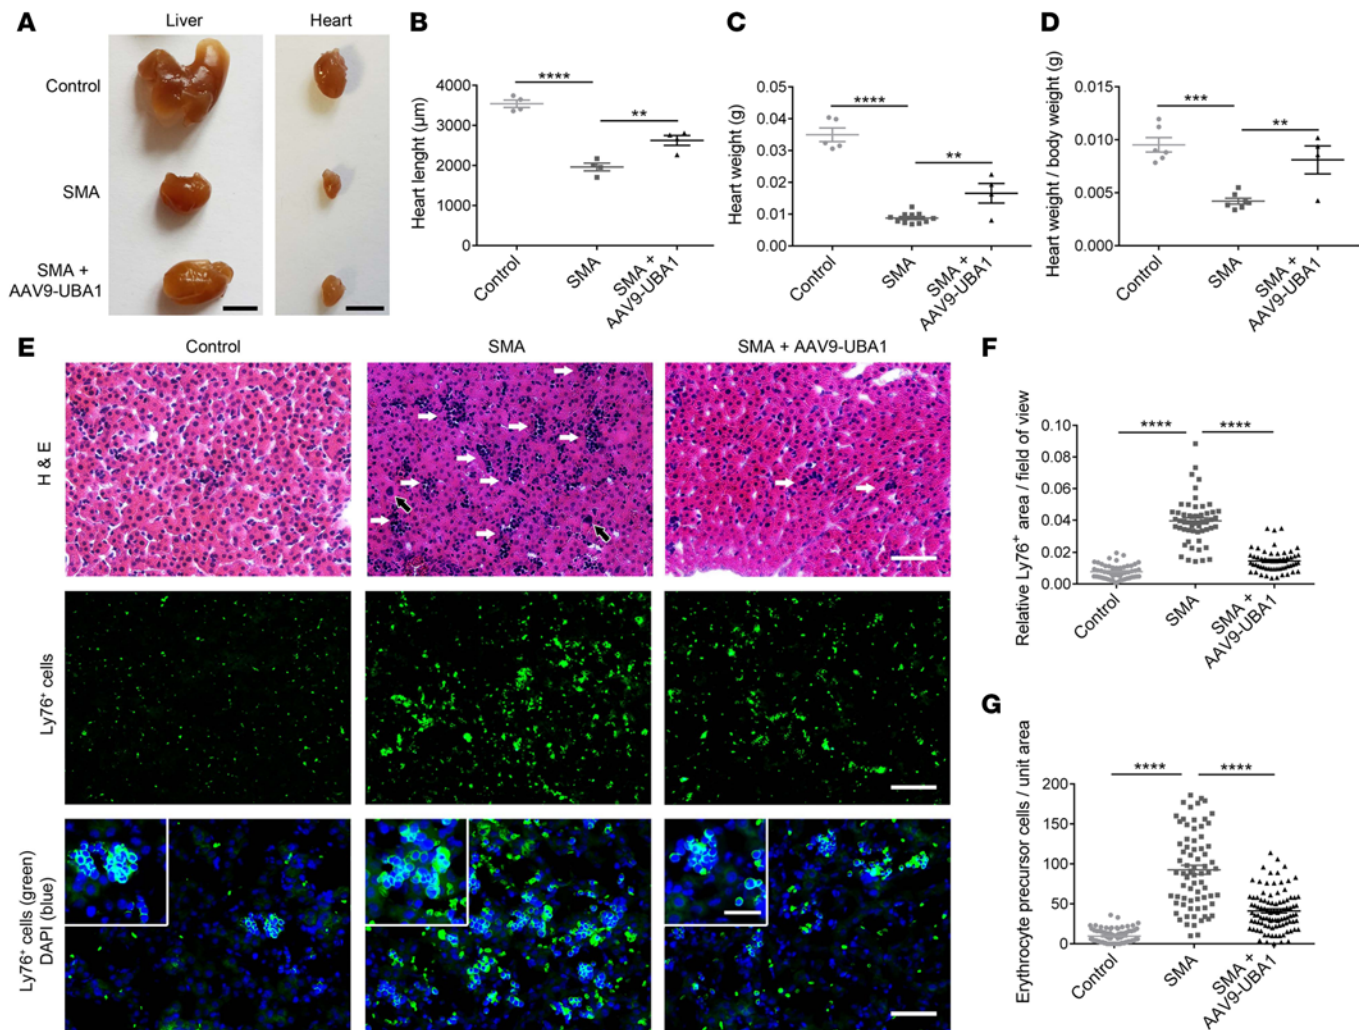 A
Liver
Heart
Control
SMA
SMA +
AAV9-UBA1
B
Heart lenght (µm)
4000
3000
2000
1000
0
****
**
Control
SMA
SMA +
AAV9-UBA1
C
Heart weight (g)
0.05
0.04
0.03
0.02
0.01
0.00
****
**
Control
SMA
SMA +
AAV9-UBA1
D
Heart weight / body weight (g)
0.015
0.010
0.005
0.000
***
**
Control
SMA
SMA +
AAV9-UBA1
E
Control
SMA
SMA + AAV9-UBA1
H & E
Ly76⁺ cells
Ly76⁺ cells (green)
DAPI (blue)
F
Relative Ly76⁺ area / field of view
0.10
0.08
0.06
0.04
0.02
0.00
****
****
Control
SMA
SMA +
AAV9-UBA1
G
Erythrocyte precursor cells / unit area
200
150
100
50
0
****
****
Control
SMA
SMA +
AAV9-UBA1